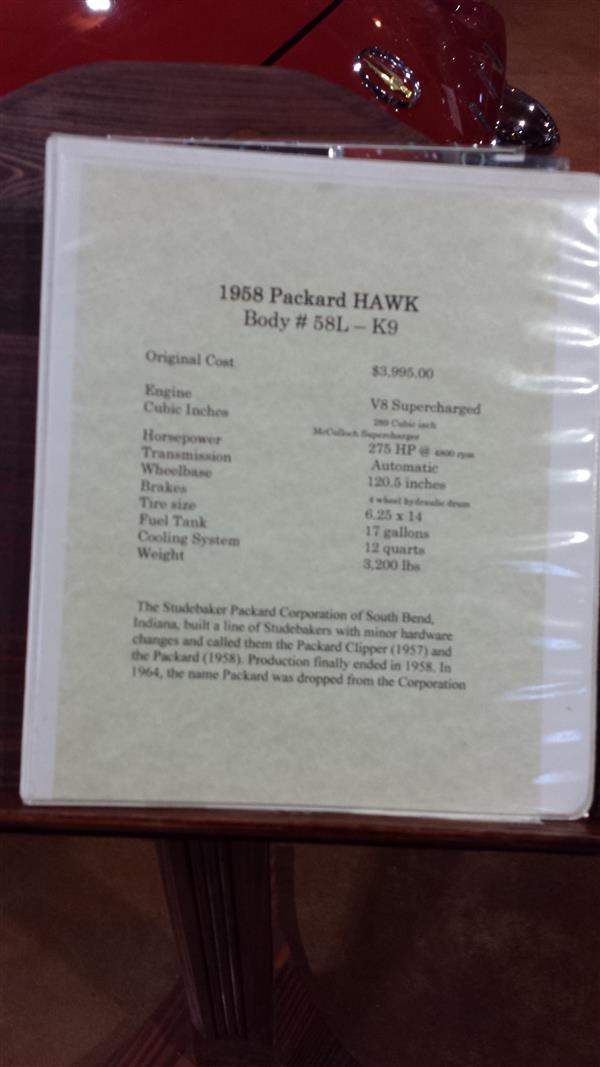 1958 Packard HAWK
Body # 58L – K9
Original Cost $3,995.00
Engine V8 Supercharged
Cubic Inches 289 Cubic inch
McCulloch Supercharger
Horsepower 275 HP @ 4800 rpm
Transmission Automatic
Wheelbase 120.5 inches
Brakes 4 wheel hydraulic drum
Tire size 6.25 x 14
Fuel Tank 17 gallons
Cooling System 12 quarts
Weight 3,200 lbs
The Studebaker Packard Corporation of South Bend,
Indiana, built a line of Studebakers with minor hardware
changes and called them the Packard Clipper (1957) and
the Packard (1958). Production finally ended in 1958. In
1964, the name Packard was dropped from the Corporation